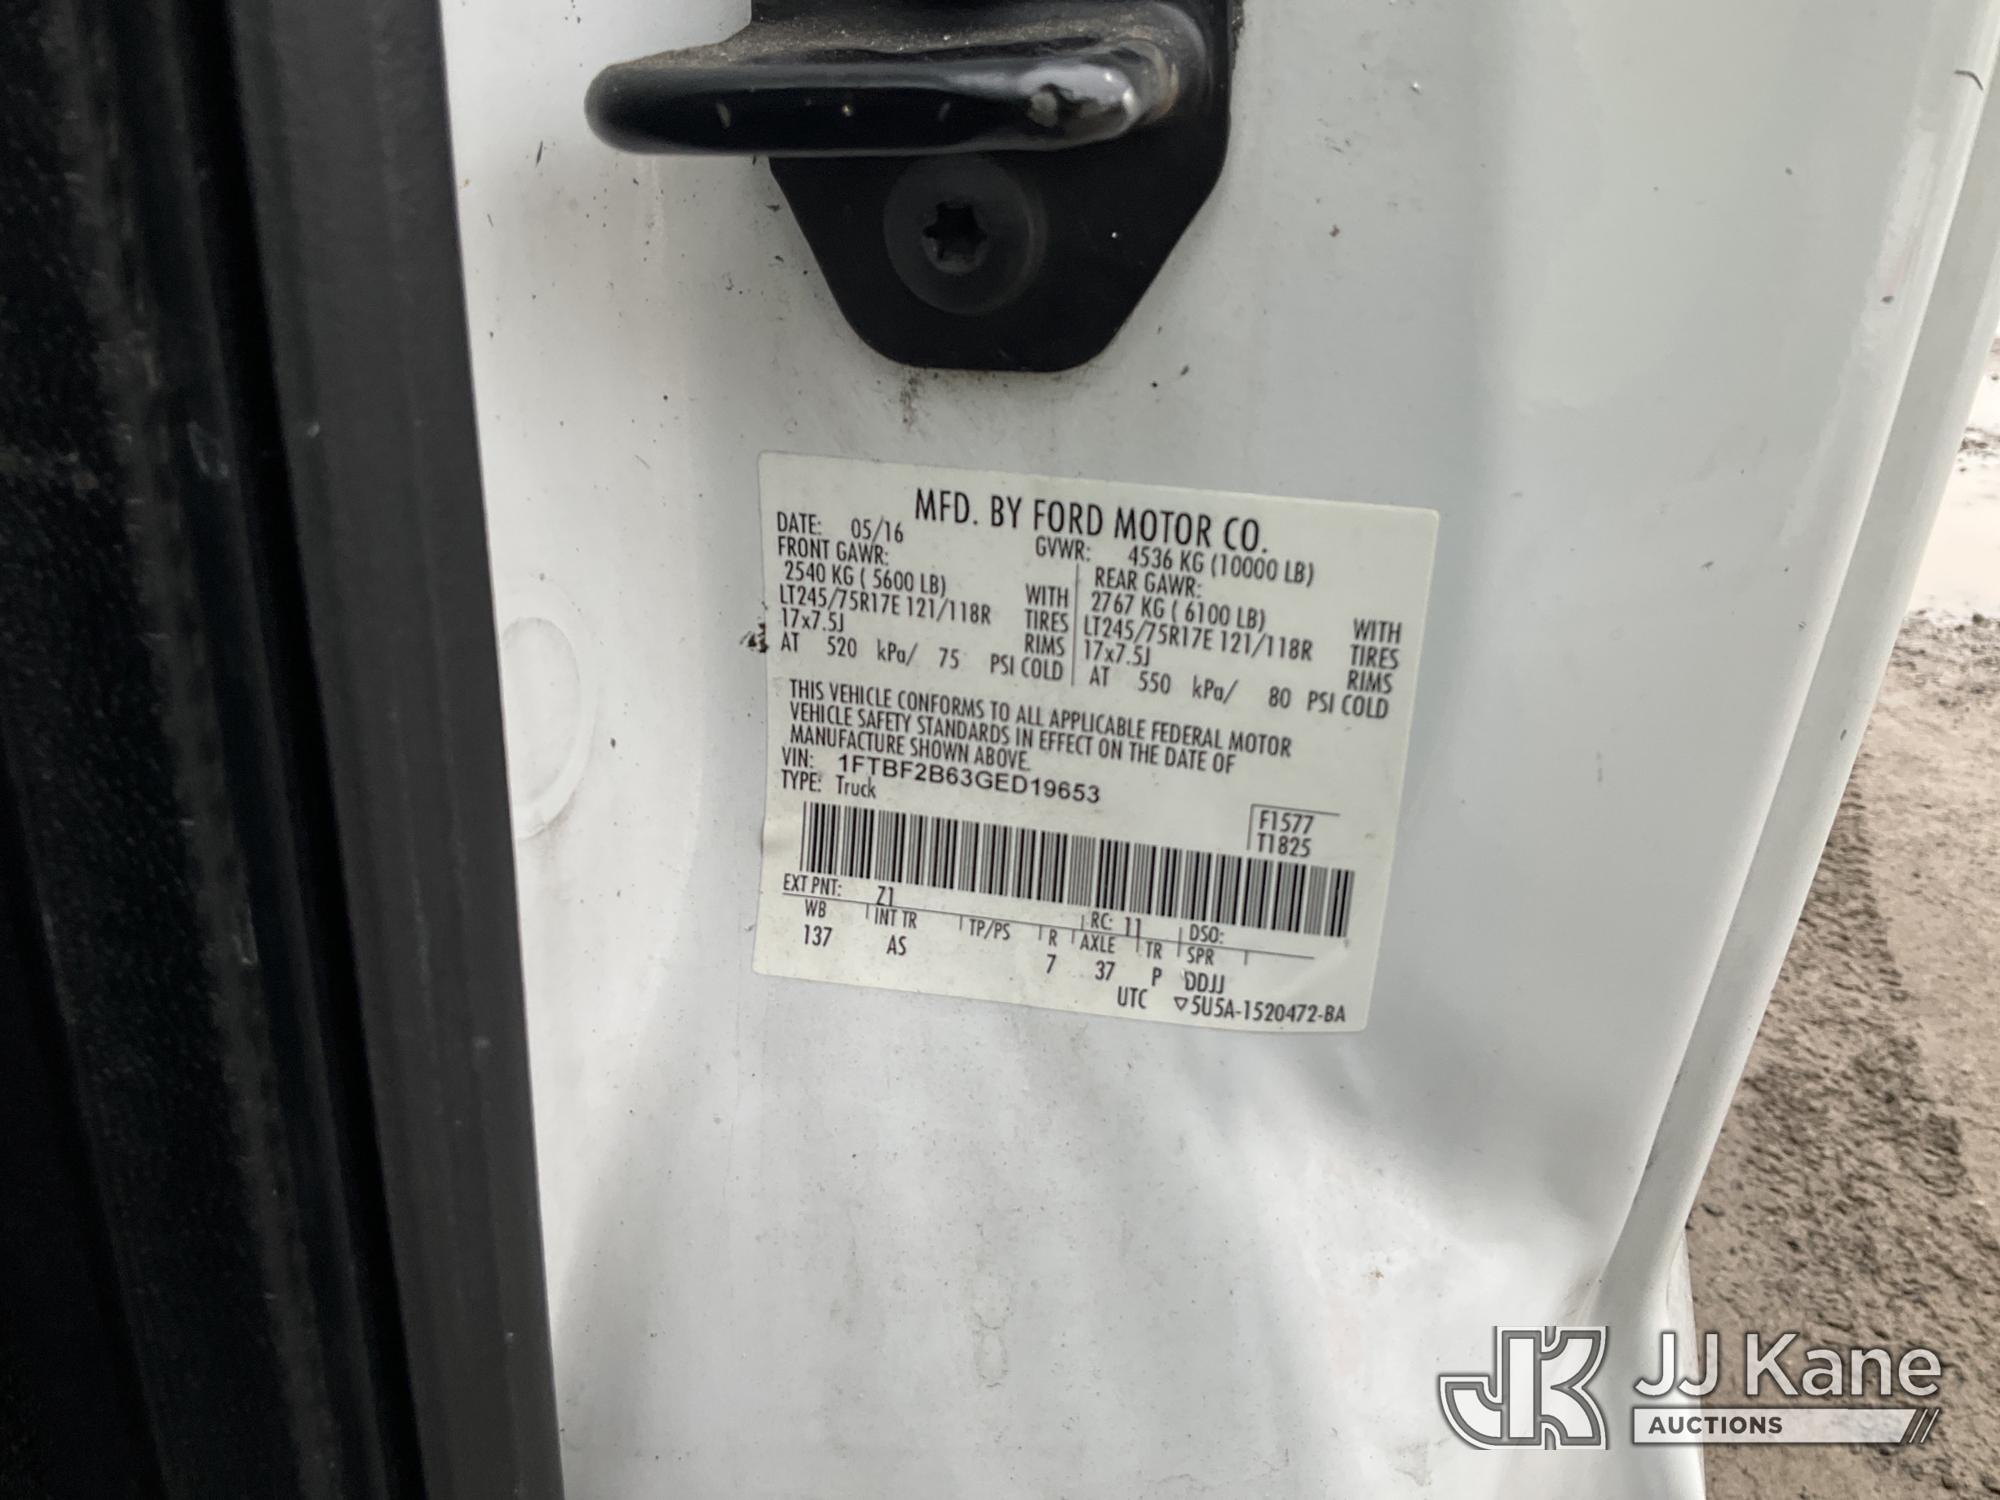 MFD. BY FORD MOTOR CO.
DATE: 05/16 GVWR: 4536 KG (10000 LB)
FRONT GAWR: REAR GAWR:
2540 KG ( 5600 LB) WITH 2767 KG ( 6100 LB) WITH
LT245/75R17E 121/118R TIRES LT245/75R17E 121/118R TIRES
17x7.5J RIMS 17x7.5J RIMS
AT 520 kPa/ 75 PSI COLD AT 550 kPa/ 80 PSI COLD
THIS VEHICLE CONFORMS TO ALL APPLICABLE FEDERAL MOTOR
VEHICLE SAFETY STANDARDS IN EFFECT ON THE DATE OF
MANUFACTURE SHOWN ABOVE.
VIN: 1FTBF2B63GED19653
TYPE: Truck
F1577
T1825
EXT PNT: Z1 RC: 11 DSO:
WB INT TR TP/PS R AXLE TR SPR
137 AS 7 37 P DDJJ
UTC ▽5U5A-1520472-BA
JK JJ Kane
AUCTIONS